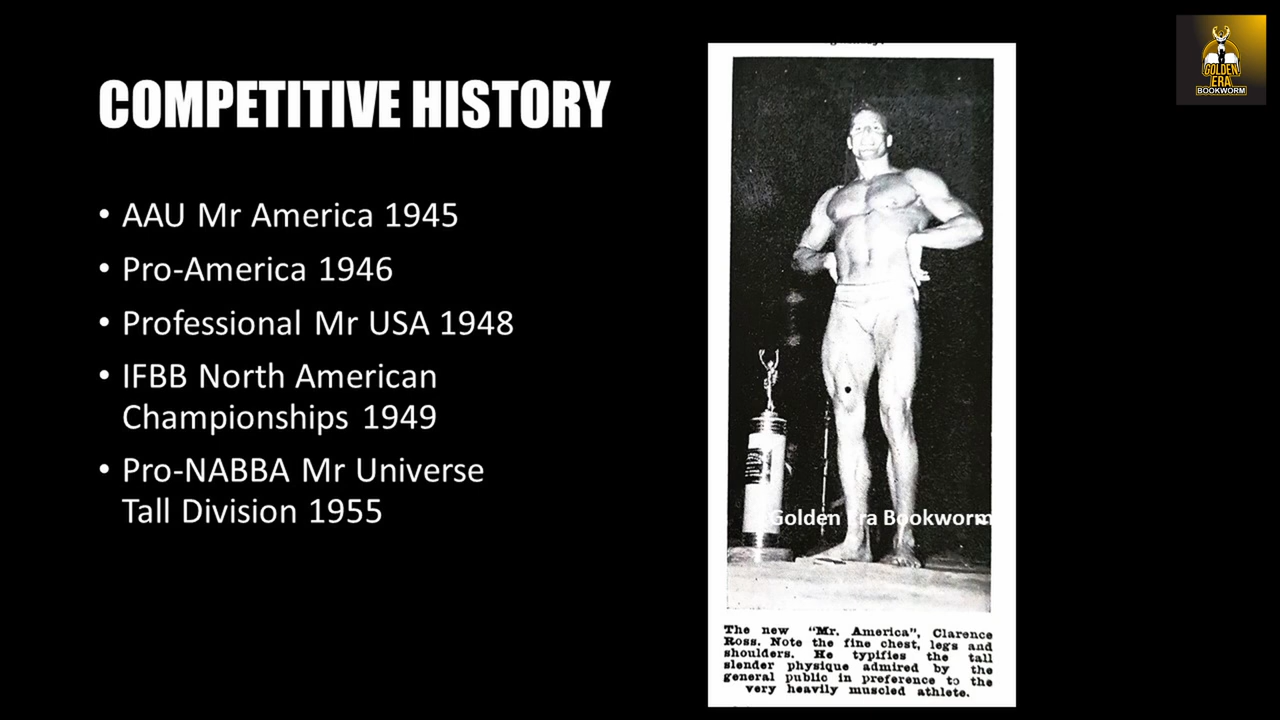 COMPETITIVE HISTORY
• AAU Mr America 1945
• Pro-America 1946
• Professional Mr USA 1948
• IFBB North American
Championships 1949
• Pro-NABBA Mr Universe
Tall Division 1955
GOLDEN
ERA
BOOKWORM
Golden Era Bookworm
The new "Mr. America", Clarence
Ross. Note the fine chest, legs and
shoulders. He typifies the tall
slender physique admired by the
general public in preference to the
very heavily muscled athlete.